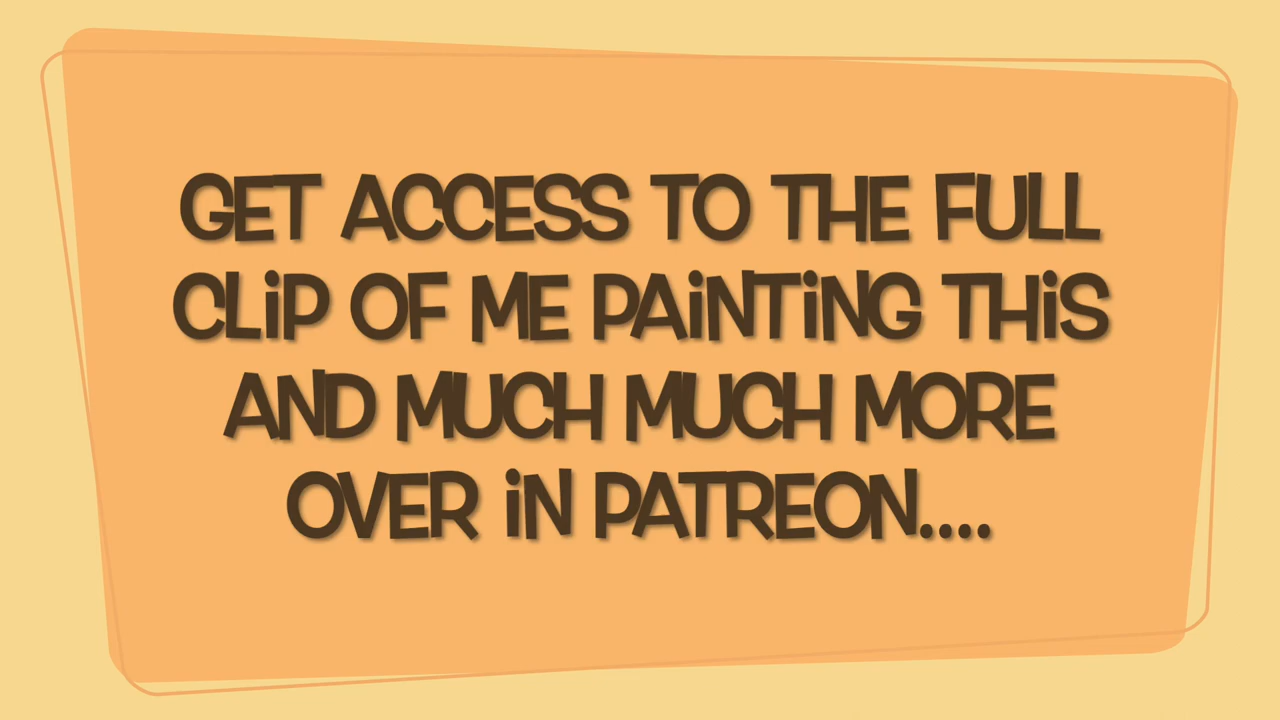 GET ACCESS TO THE FULL
CLiP OF ME PAiNTiNG THiS
AND MUCH MUCH MORE
OVER iN PATREON....